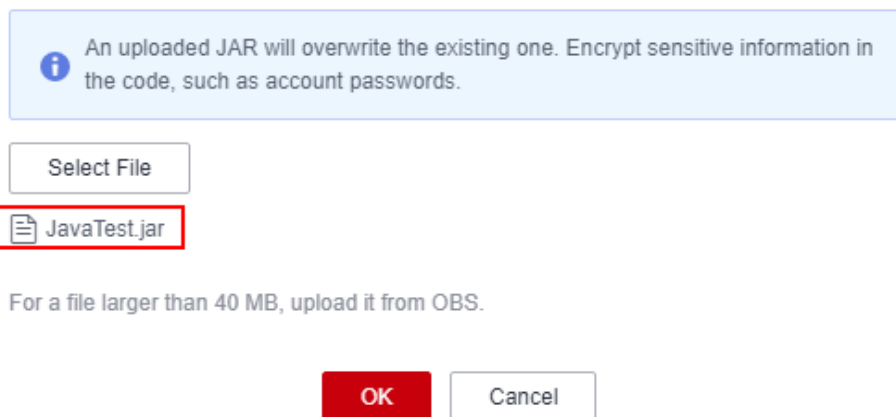 An uploaded JAR will overwrite the existing one. Encrypt sensitive information in
the code, such as account passwords.
Select File
JavaTest.jar
For a file larger than 40 MB, upload it from OBS.
OK
Cancel